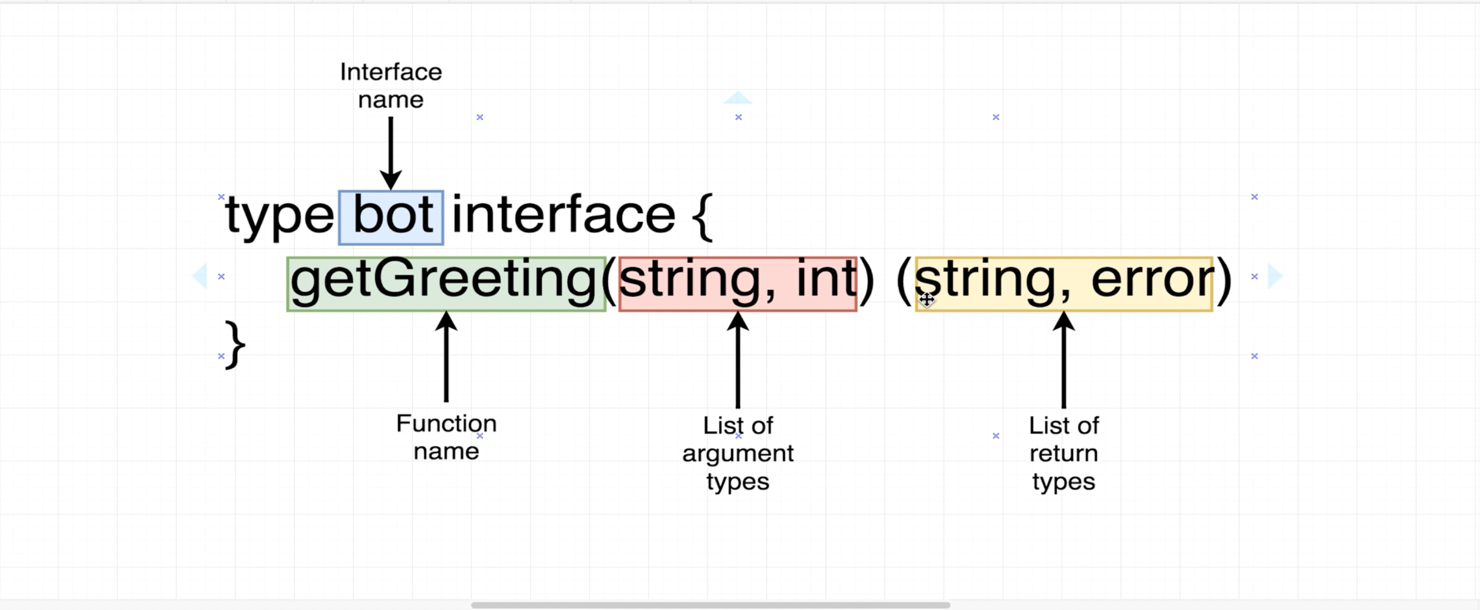 Interface
name
type bot interface {
getGreeting(string, int) (string, error)
}
Function
name
List of
argument
types
List of
return
types